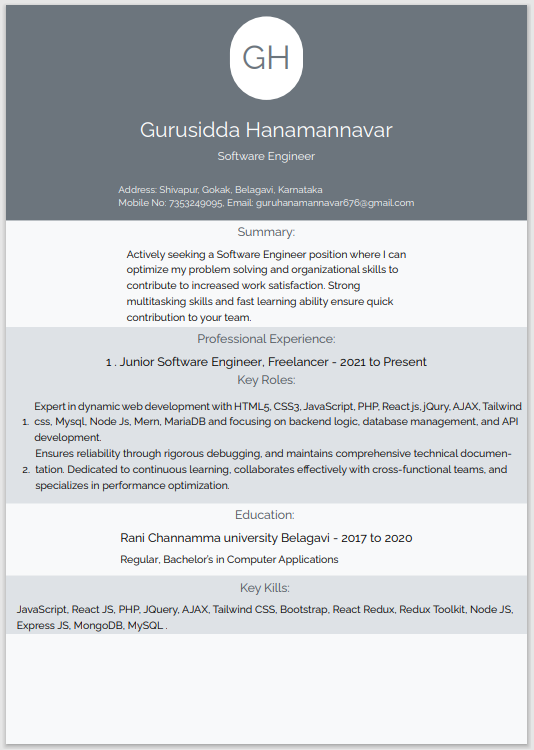 GH
Gurusidda Hanamannavar
Software Engineer
Address: Shivapur, Gokak, Belagavi, Karnataka
Mobile No: 7353249095, Email: guruhanamannavar676@gmail.com
Summary:
Actively seeking a Software Engineer position where I can
optimize my problem solving and organizational skills to
contribute to increased work satisfaction. Strong
multitasking skills and fast learning ability ensure quick
contribution to your team.
Professional Experience:
1 . Junior Software Engineer, Freelancer - 2021 to Present
Key Roles:
Expert in dynamic web development with HTML5, CSS3, JavaScript, PHP, React js, jQury, AJAX, Tailwind
1. css, Mysql, Node Js, Mern, MariaDB and focusing on backend logic, database management, and API
development.
Ensures reliability through rigorous debugging, and maintains comprehensive technical documen-
2. tation. Dedicated to continuous learning, collaborates effectively with cross-functional teams, and
specializes in performance optimization.
Education:
Rani Channamma university Belagavi - 2017 to 2020
Regular, Bachelor's in Computer Applications
Key Kills:
JavaScript, React JS, PHP, JQuery, AJAX, Tailwind CSS, Bootstrap, React Redux, Redux Toolkit, Node JS,
Express JS, MongoDB, MySQL .